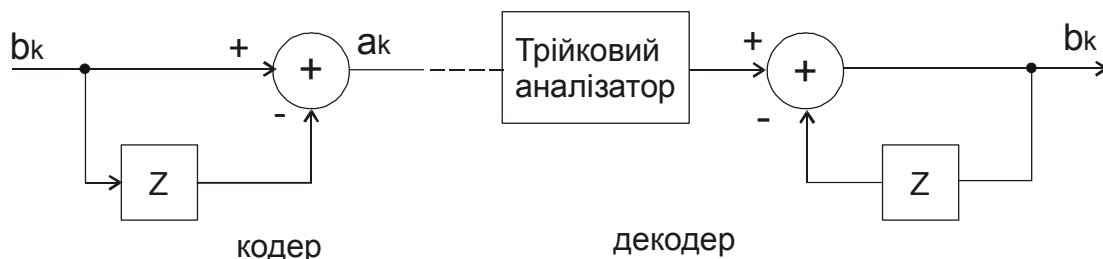 bk
+
+
-
ak
Z
кодер
Трійковий
аналізатор
+
+
-
bk
Z
декодер